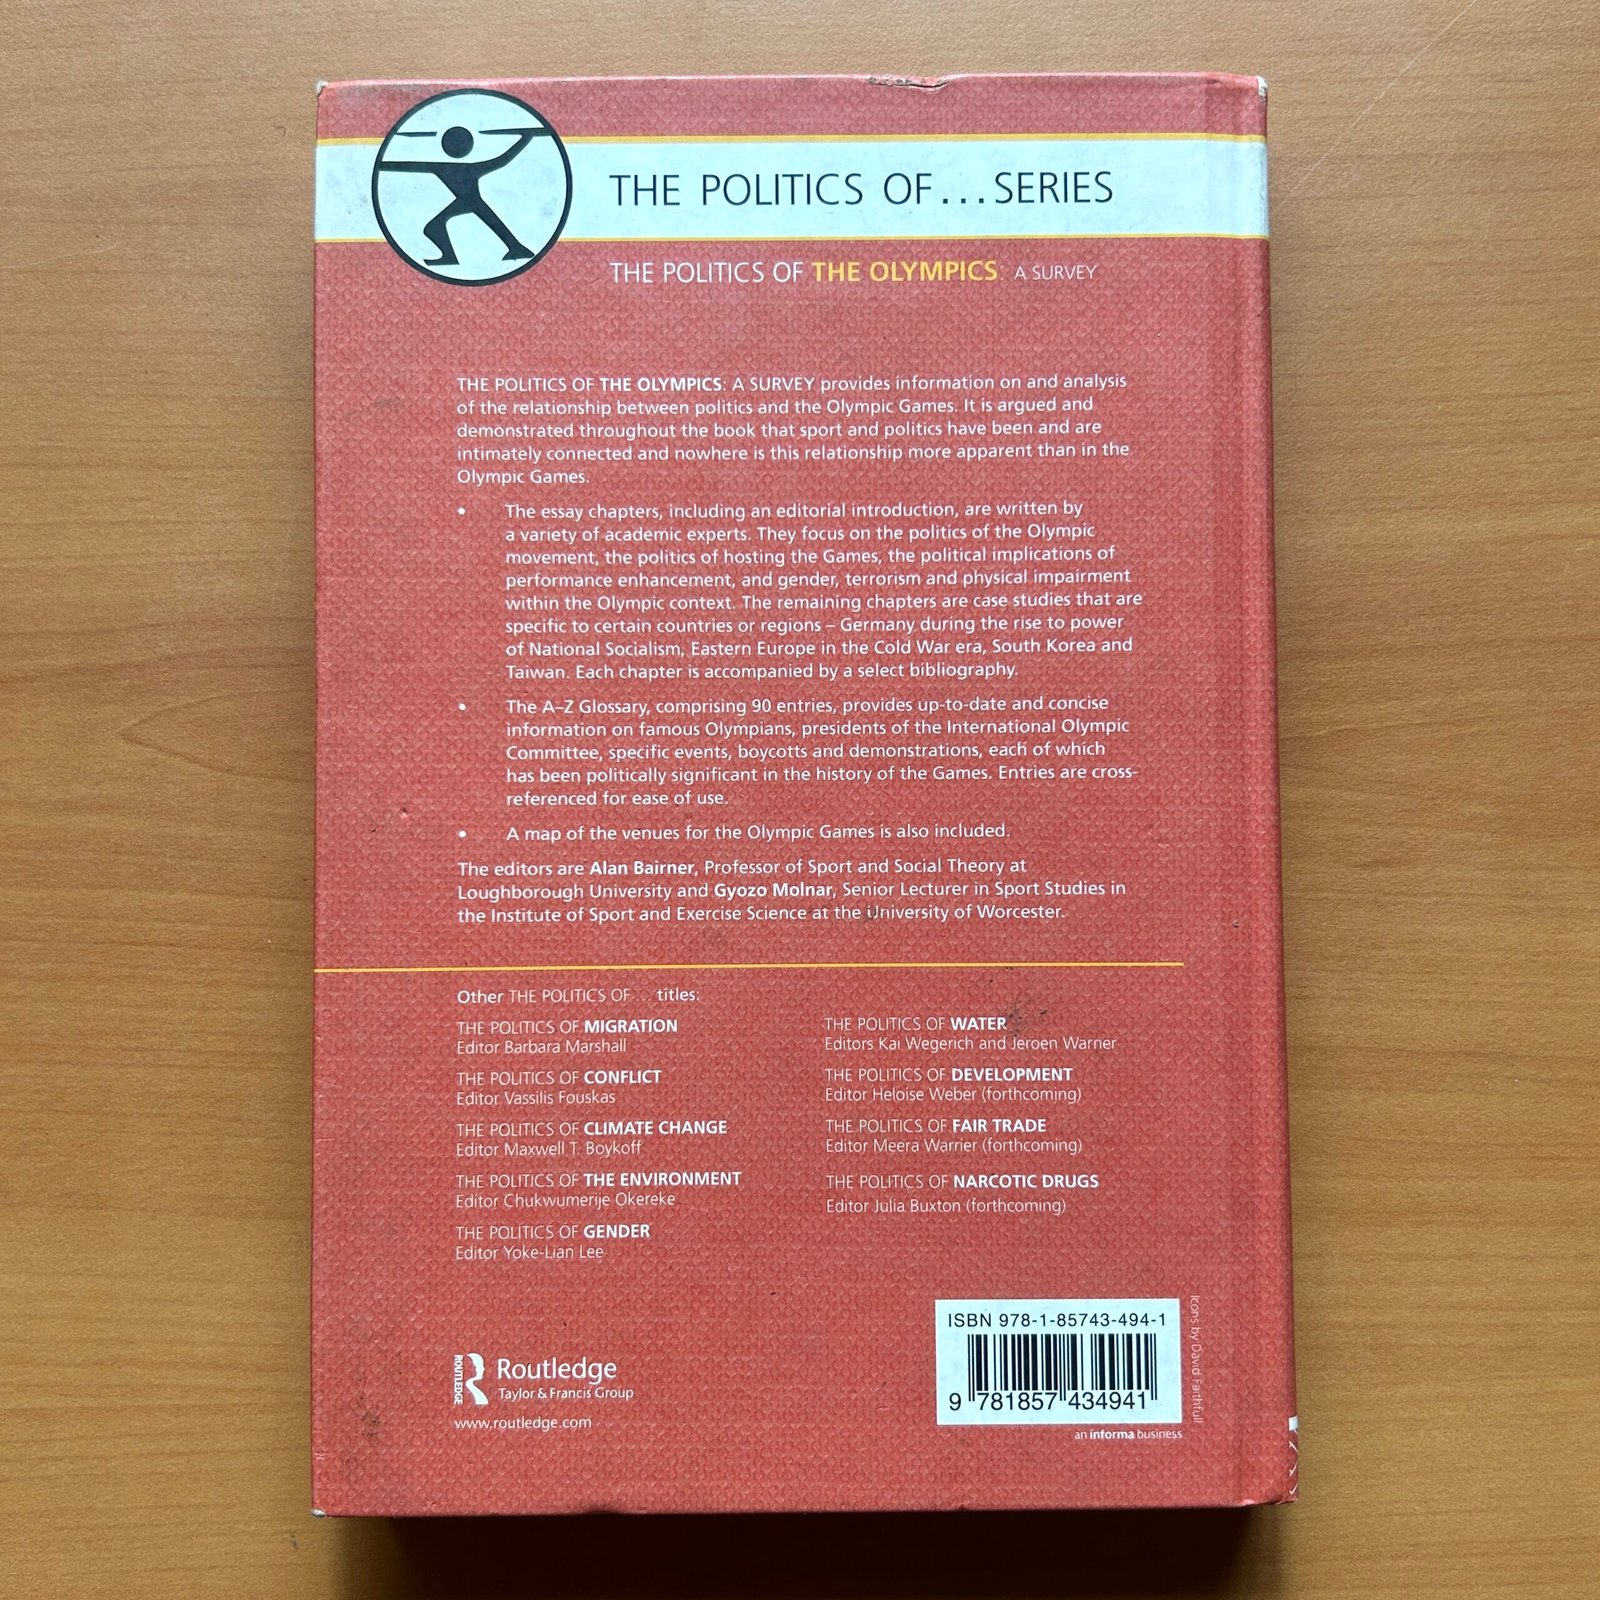 THE POLITICS OF...SERIES
THE POLITICS OF THE OLYMPICS: A SURVEY
THE POLITICS OF THE OLYMPICS: A SURVEY provides information on and analysis
of the relationship between politics and the Olympic Games. It is argued and
demonstrated throughout the book that sport and politics have been and are
intimately connected and nowhere is this relationship more apparent than in the
Olympic Games.
• The essay chapters, including an editorial introduction, are written by
a variety of academic experts. They focus on the politics of the Olympic
movement, the politics of hosting the Games, the political implications of
performance enhancement, and gender, terrorism and physical impairment
within the Olympic context. The remaining chapters are case studies that are
specific to certain countries or regions – Germany during the rise to power
of National Socialism, Eastern Europe in the Cold War era, South Korea and
Taiwan. Each chapter is accompanied by a select bibliography.
• The A–Z Glossary, comprising 90 entries, provides up-to-date and concise
information on famous Olympians, presidents of the International Olympic
Committee, specific events, boycotts and demonstrations, each of which
has been politically significant in the history of the Games. Entries are cross-
referenced for ease of use.
• A map of the venues for the Olympic Games is also included.
The editors are Alan Bairner, Professor of Sport and Social Theory at
Loughborough University and Gyozo Molnar, Senior Lecturer in Sport Studies in
the Institute of Sport and Exercise Science at the University of Worcester.
Other THE POLITICS OF ... titles:
THE POLITICS OF MIGRATION
Editor Barbara Marshall
THE POLITICS OF CONFLICT
Editor Vassilis Fouskas
THE POLITICS OF CLIMATE CHANGE
Editor Maxwell T. Boykoff
THE POLITICS OF THE ENVIRONMENT
Editor Chukwumerije Okereke
THE POLITICS OF GENDER
Editor Yoke-Lian Lee
THE POLITICS OF WATER
Editors Kai Wegerich and Jeroen Warner
THE POLITICS OF DEVELOPMENT
Editor Heloise Weber (forthcoming)
THE POLITICS OF FAIR TRADE
Editor Meera Warrier (forthcoming)
THE POLITICS OF NARCOTIC DRUGS
Editor Julia Buxton (forthcoming)
ROUTLEDGE
Routledge
Taylor & Francis Group
www.routledge.com
ISBN 978-1-85743-494-1
9 781857 434941
an informa business
Icons by David Faithfull